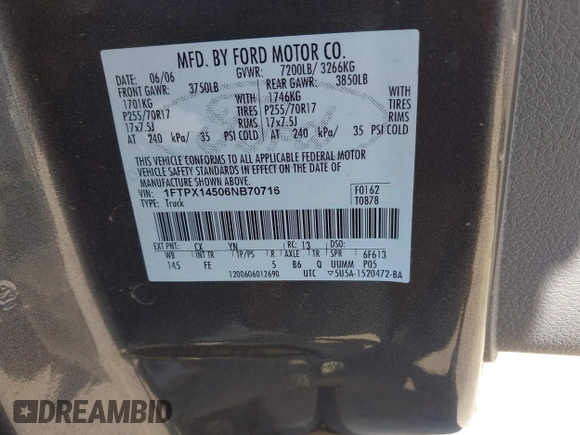 MFD. BY FORD MOTOR CO.
DATE: 06/06 GVWR: 7200LB/ 3266KG
FRONT GAWR: 3750LB REAR GAWR: 3850LB
1701KG WITH 1746KG WITH
P255/70R17 TIRES P255/70R17 TIRES
17x7.5J RIMS 17x7.5J RIMS
AT 240 kPa/ 35 PSI COLD AT 240 kPa/ 35 PSI COLD
THIS VEHICLE CONFORMS TO ALL APPLICABLE FEDERAL MOTOR
VEHICLE SAFETY STANDARDS IN EFFECT ON THE DATE OF
MANUFACTURE SHOWN ABOVE.
VIN: 1FTPX14506NB70716 F0162
TYPE: Truck T0878
EXT PNT: CX YN RC: 13 DSO:
WB INT TR TP/PS R AXLE TR SPR 6F613
145 FE 5 B6 Q UUMM P05
1200606012690 UTC ▽5U5A-1520472-BA
DREAMBID